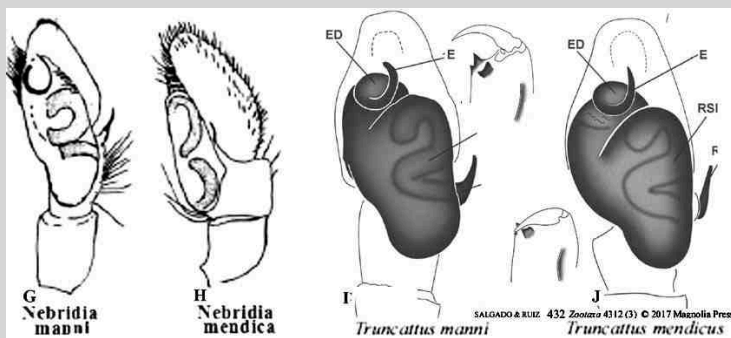 ED
E
ED
E
RSI
R
G
Nebridia
manni
H
Nebridia
mendica
I
Truncattus manni
SALGADO & RUIZ 432 Zootaxa 4312 (3) © 2017 Magnolia Press
J
Truncattus mendicus